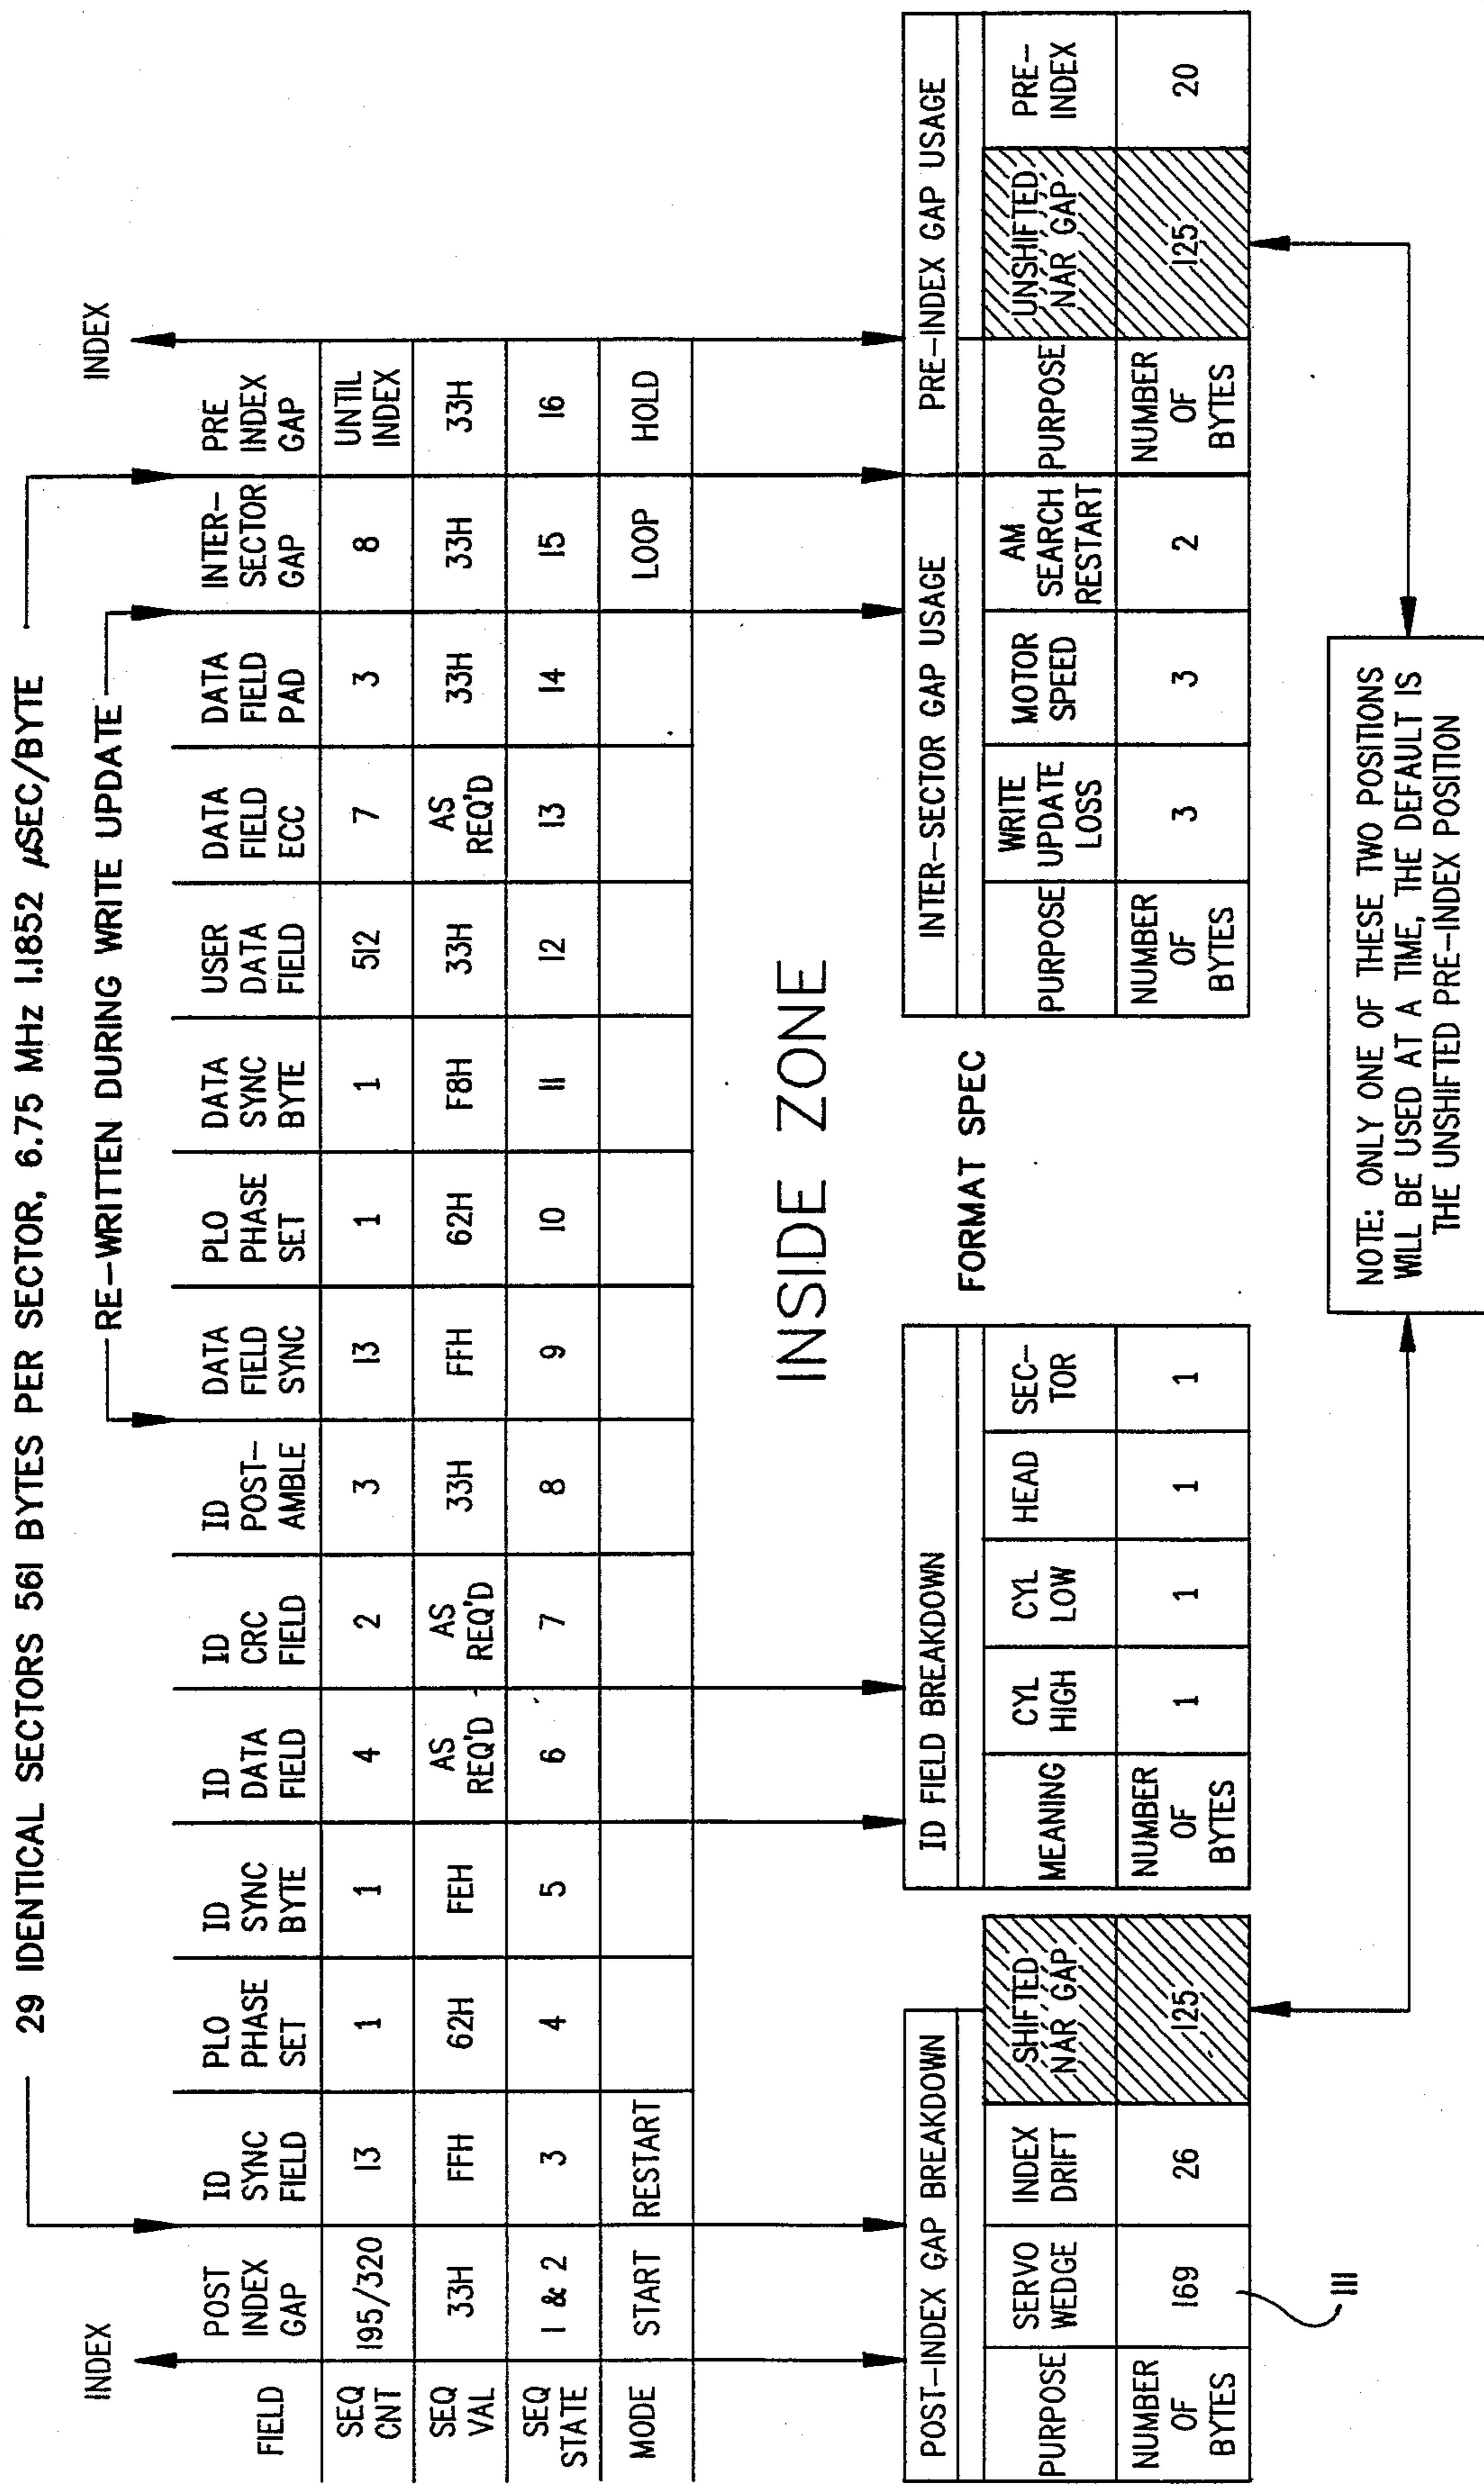 29 IDENTICAL SECTORS 561 BYTES PER SECTOR, 6.75 MHz 1.1852 µSEC/BYTE
RE-WRITTEN DURING WRITE UPDATE
INDEX
INDEX
FIELD
POST INDEX GAP
ID SYNC FIELD
PLO PHASE SET
ID SYNC BYTE
ID DATA FIELD
ID CRC FIELD
ID POST-AMBLE
DATA FIELD SYNC
PLO PHASE SET
DATA SYNC BYTE
USER DATA FIELD
DATA FIELD ECC
DATA FIELD PAD
INTER-SECTOR GAP
PRE INDEX GAP
SEQ CNT 195/320 13 1 1 4 2 3 13 1 1 512 7 3 8 UNTIL INDEX
SEQ VAL 33H FFH 62H FEH AS REQ'D AS REQ'D 33H FFH 62H F8H 33H AS REQ'D 33H 33H 33H
SEQ STATE 1 & 2 3 4 5 6 7 8 9 10 11 12 13 14 15 16
MODE START RESTART LOOP HOLD
INSIDE ZONE
FORMAT SPEC
POST-INDEX GAP BREAKDOWN
PURPOSE SERVO WEDGE INDEX DRIFT SHIFTED NAR GAP
NUMBER OF BYTES 169 26 125
111
ID FIELD BREAKDOWN
MEANING CYL HIGH CYL LOW HEAD SEC-TOR
NUMBER OF BYTES 1 1 1 1
INTER-SECTOR GAP USAGE
PURPOSE WRITE UPDATE LOSS MOTOR SPEED AM SEARCH RESTART
NUMBER OF BYTES 3 3 2
PRE-INDEX GAP USAGE
PURPOSE UNSHIFTED NAR GAP PRE-INDEX
NUMBER OF BYTES 125 20
NOTE: ONLY ONE OF THESE TWO POSITIONS
WILL BE USED AT A TIME, THE DEFAULT IS
THE UNSHIFTED PRE-INDEX POSITION